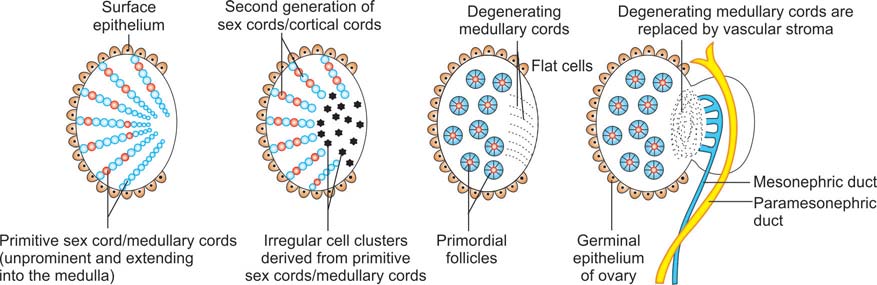 Surface
epithelium
Second generation of
sex cords/cortical cords
Degenerating
medullary cords
Flat cells
Degenerating medullary cords are
replaced by vascular stroma
Primitive sex cord/medullary cords
(unprominent and extending
into the medulla)
Irregular cell clusters
derived from primitive
sex cords/medullary cords
Primordial
follicles
Germinal
epithelium
of ovary
Mesonephric duct
Paramesonephric
duct